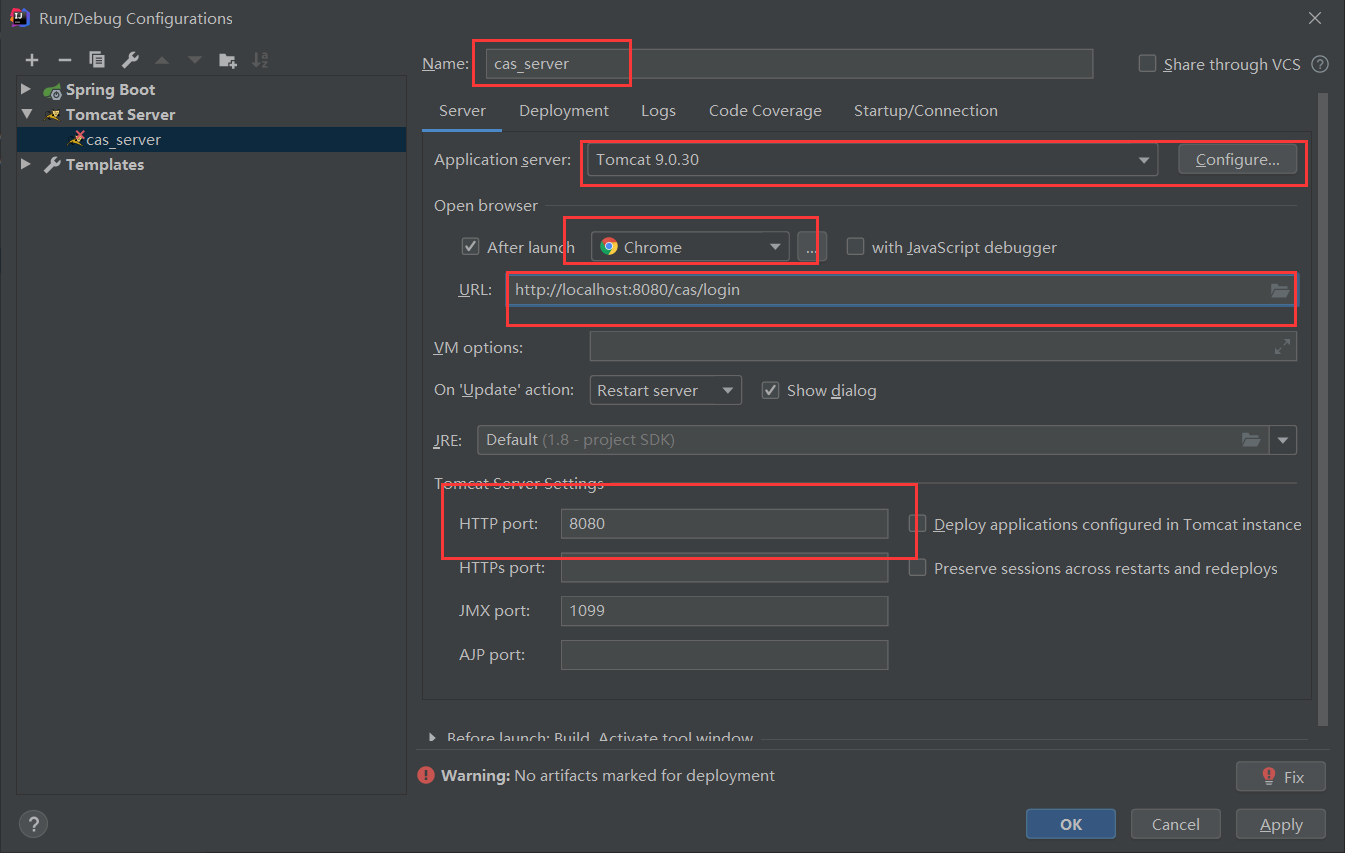 Run/Debug Configurations
Name: cas_server
Share through VCS
Spring Boot
Tomcat Server
cas_server
Templates
Server Deployment Logs Code Coverage Startup/Connection
Application server: Tomcat 9.0.30 Configure...
Open browser
After launch Chrome ... with JavaScript debugger
URL: http://localhost:8080/cas/login
VM options:
On 'Update' action: Restart server Show dialog
JRE: Default (1.8 - project SDK)
Tomcat Server Settings
HTTP port: 8080 Deploy applications configured in Tomcat instance
HTTPs port: Preserve sessions across restarts and redeploys
JMX port: 1099
AJP port:
Before launch: Build, Activate tool window
Warning: No artifacts marked for deployment Fix
? OK Cancel Apply